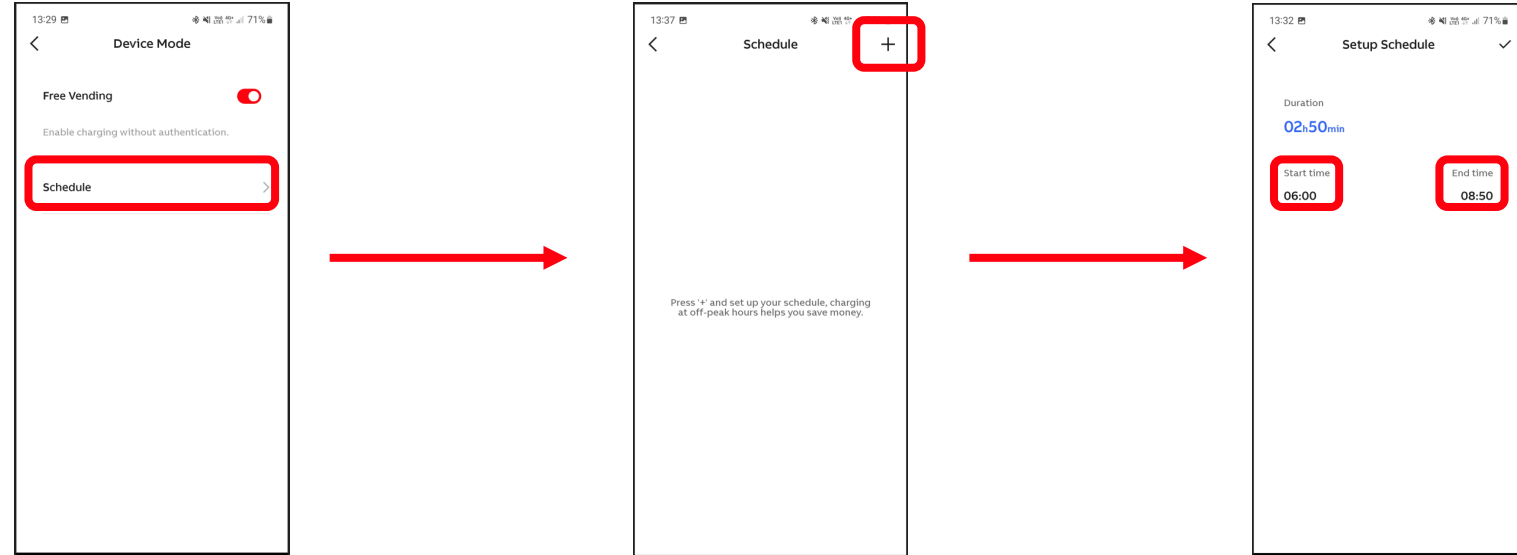 13:29 71%
Device Mode
Free Vending
Enable charging without authentication.
Schedule
13:37
Schedule
Press '+' and set up your schedule, charging
at off-peak hours helps you save money.
13:32 71%
Setup Schedule
Duration
02h50min
Start time End time
06:00 08:50